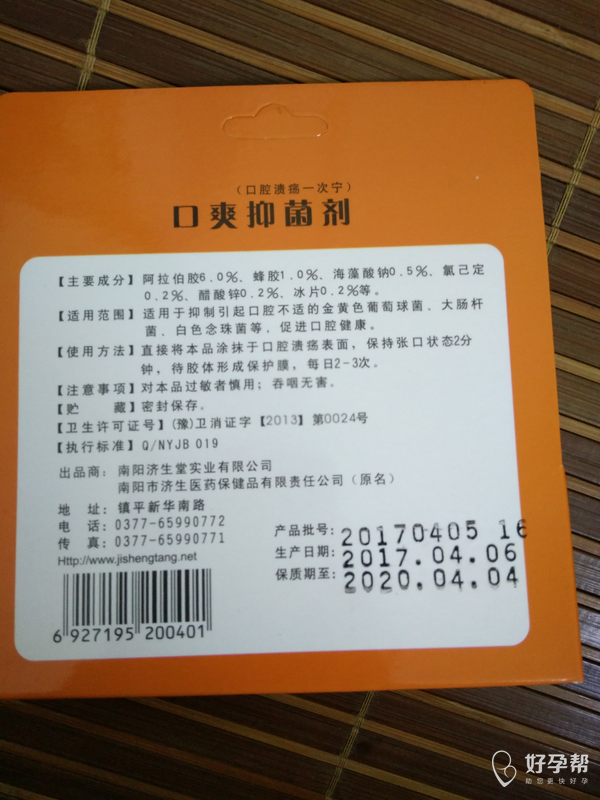 （口腔溃疡一次宁）
口爽抑菌剂
【主要成分】阿拉伯胶6.0%、蜂胶1.0%、海藻酸钠0.5%、氯己定
0.2%、醋酸锌0.2%、冰片0.2%等。
【适用范围】适用于抑制引起口腔不适的金黄色葡萄球菌、大肠杆
菌、白色念珠菌等，促进口腔健康。
【使用方法】直接将本品涂抹于口腔溃疡表面，保持张口状态2分
钟，待胶体形成保护膜，每日2-3次。
【注意事项】对本品过敏者慎用；吞咽无害。
【贮 藏】密封保存。
【卫生许可证号】(豫)卫消证字【2013】第0024号
【执行标准】Q/NYJB 019
出品商：南阳济生堂实业有限公司
南阳市济生医药保健品有限责任公司（原名）
地 址：镇平新华南路
电 话：0377-65990772
传 真：0377-65990771
Http://www.jishengtang.net
产品批号：20170405 16
生产日期：2017.04.06
保质期至：2020.04.04
6 927195 200401
好孕帮
助您更快好孕